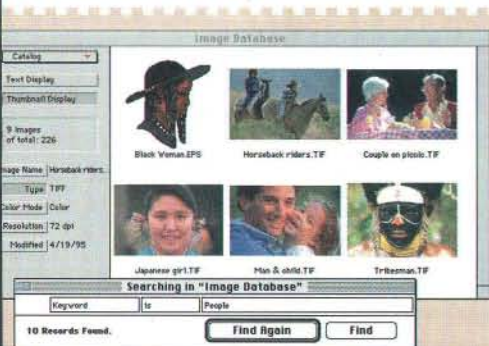 Image Database
Catalog
Text Display
Thumbnail Display
9 Images
of total: 226
Image Name Horseback riders.
Type TIFF
Color Mode Color
Resolution 72 dpi
Modified 4/19/95
Black Woman.EPS
Horseback riders.TIF
Couple on picnic.TIF
Japanese girl.TIF
Man & child.TIF
Tribesman.TIF
Searching in "Image Database"
Keyword is People
10 Records Found.
Find Again
Find